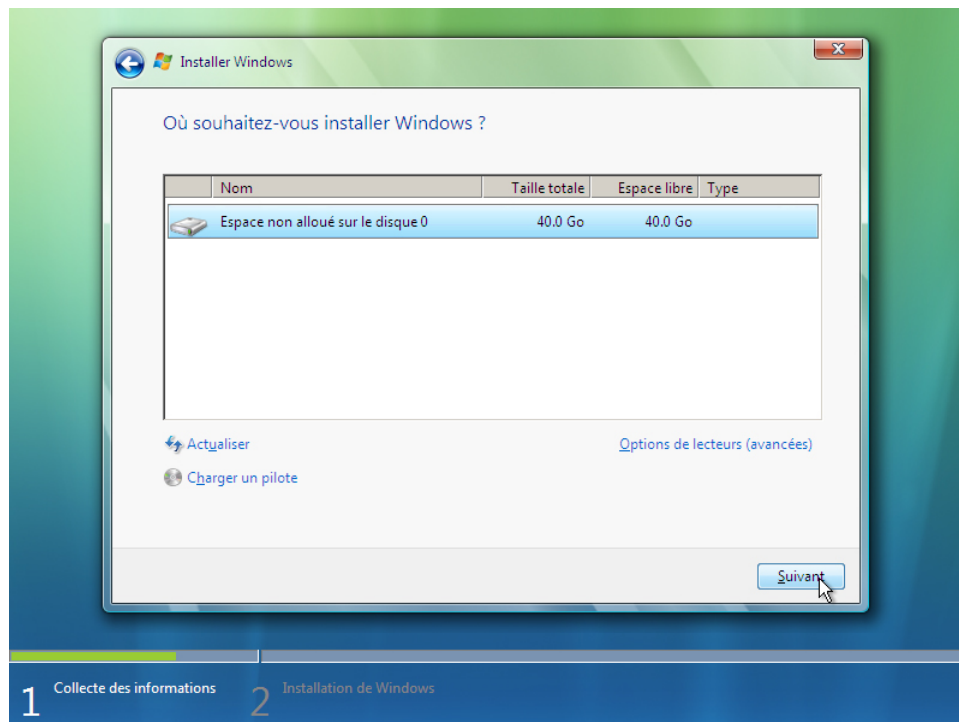 Installer Windows
Où souhaitez-vous installer Windows ?
Nom Taille totale Espace libre Type
Espace non alloué sur le disque 0 40.0 Go 40.0 Go
Actualiser Options de lecteurs (avancées)
Charger un pilote
Suivant
1 Collecte des informations 2 Installation de Windows